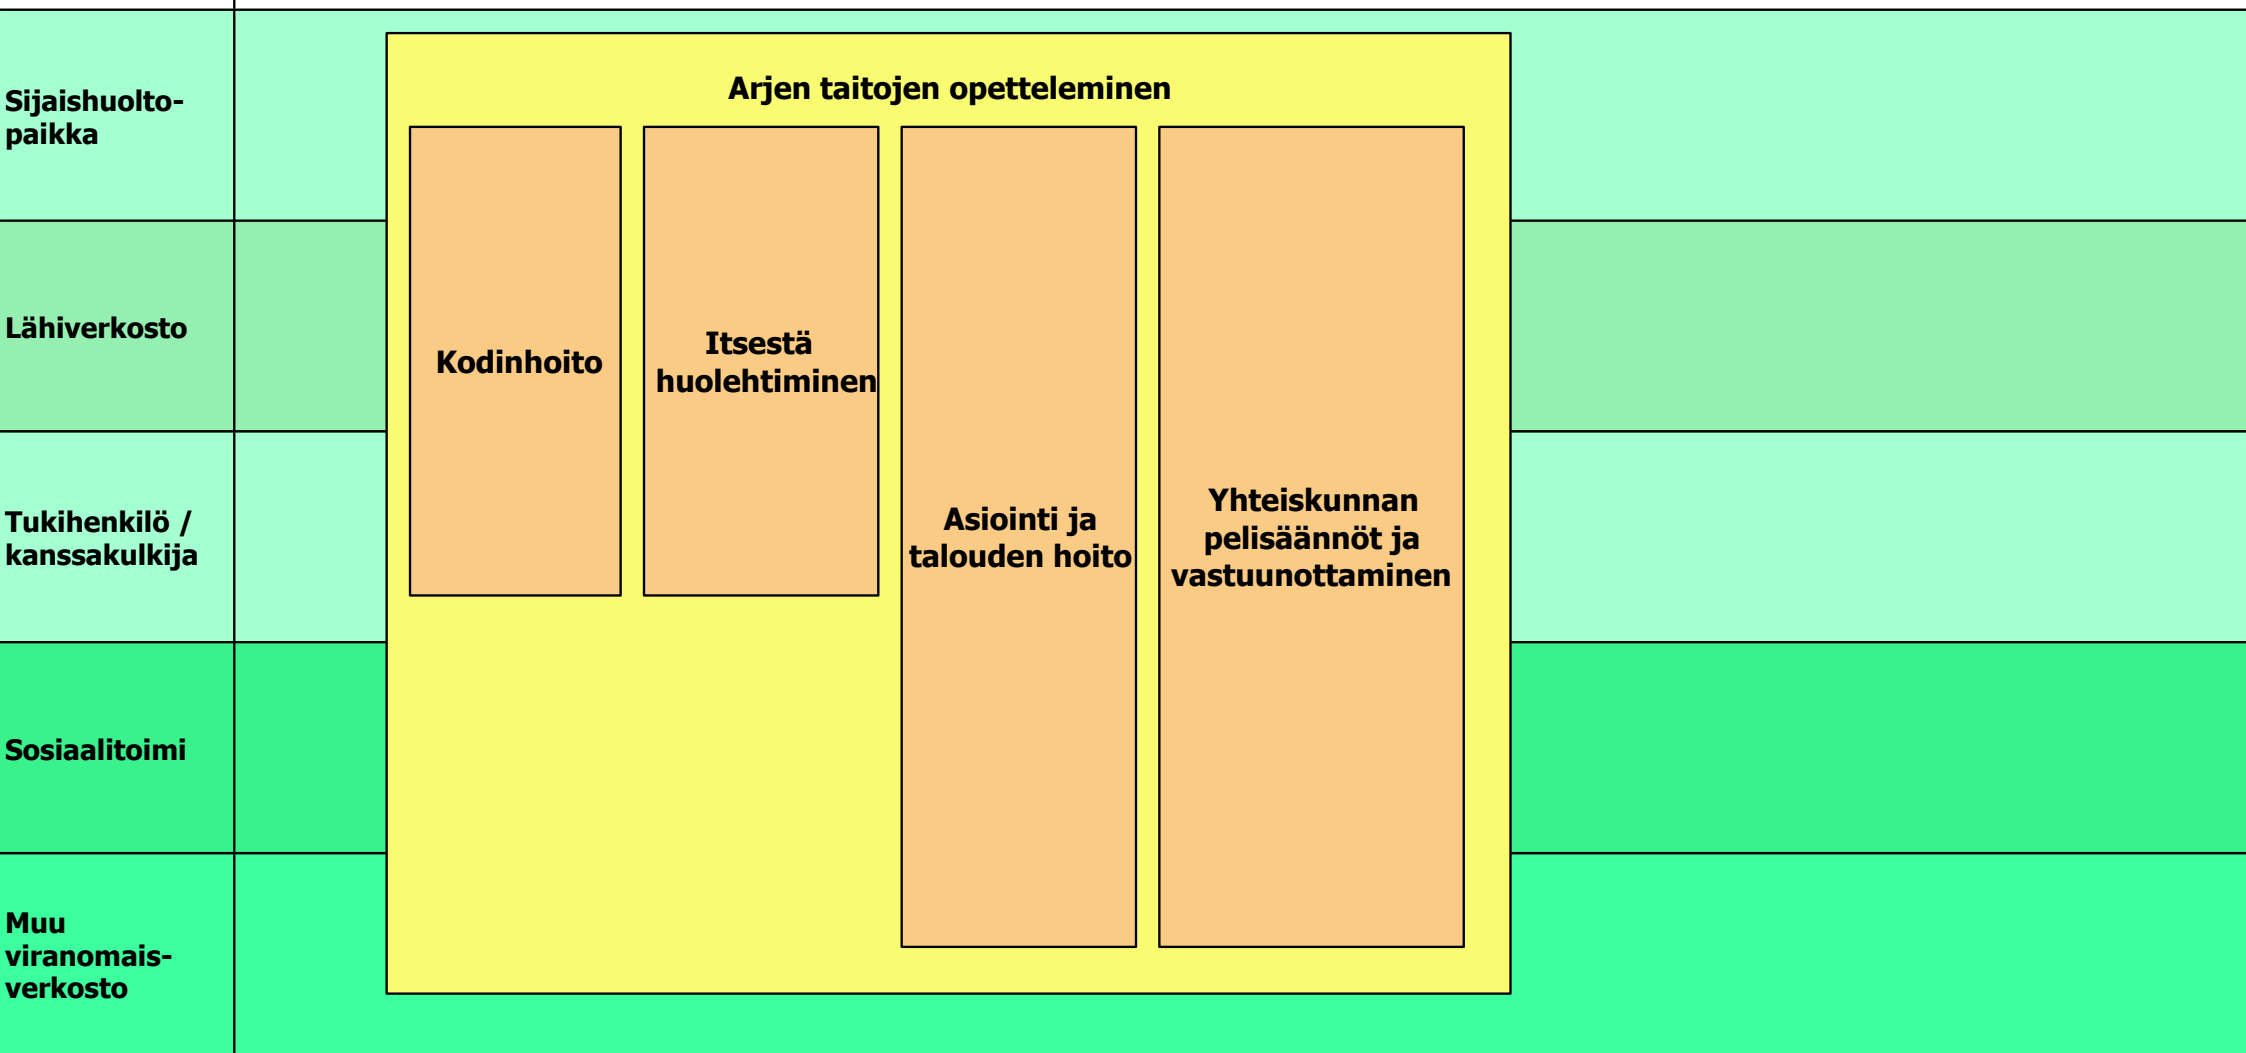 Arjen taitojen opetteleminen
Sijaishuolto-
paikka
Lähiverkosto
Tukihenkilö /
kanssakulkija
Sosiaalitoimi
Muu
viranomais-
verkosto
Kodinhoito
Itsestä
huolehtiminen
Asiointi ja
talouden hoito
Yhteiskunnan
pelisäännöt ja
vastuunottaminen